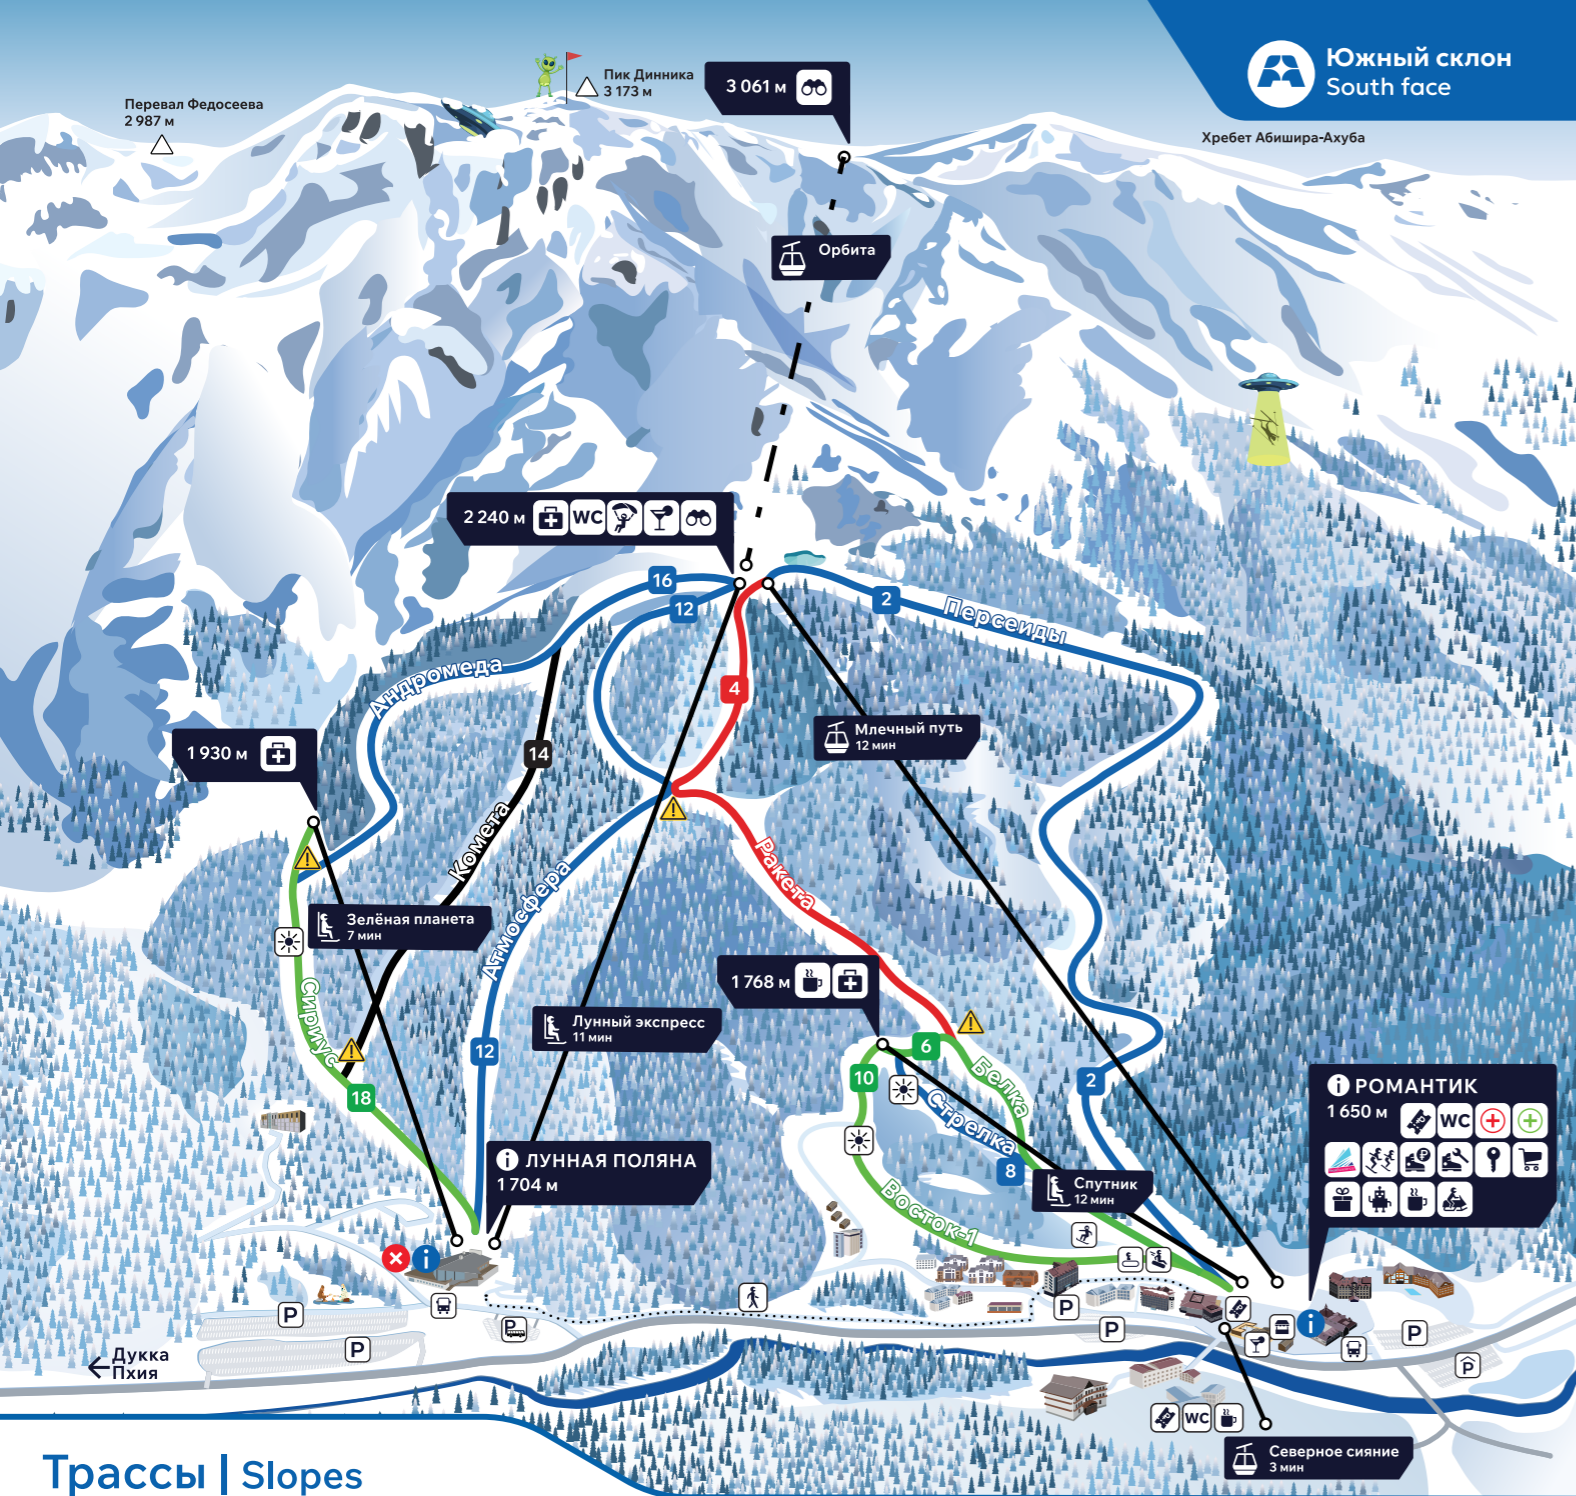 Южный склон
South face
Пик Динника
3 173 м
3 061 м
Перевал Федосеева
2 987 м
Хребет Абишира-Ахуба
Орбита
2 240 м
WC
16
12
2
Персеиды
Андромеда
4
Млечный путь
12 мин
14
1 930 м
Комета
Ракета
Атмосфера
Зелёная планета
7 мин
1 768 м
Сириус
Лунный экспресс
11 мин
12
6
Белка
10
2
18
Стрелка
8
i РОМАНТИК
1 650 м
WC
P
i ЛУННАЯ ПОЛЯНА
1 704 м
Спутник
12 мин
Восток-1
i
P
P
P
P
P
i
P
P
Дукка
Пхия
WC
Северное сияние
3 мин
Трассы | Slopes